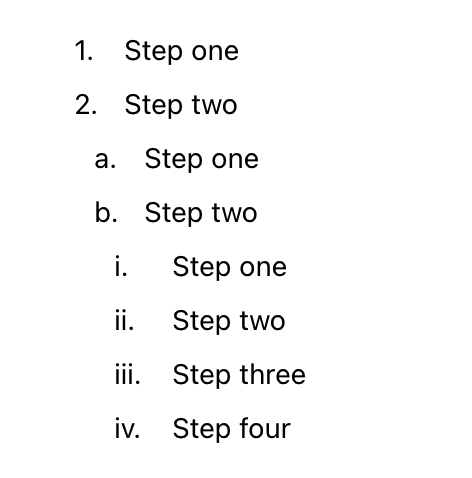 1. Step one
2. Step two
a. Step one
b. Step two
i. Step one
ii. Step two
iii. Step three
iv. Step four